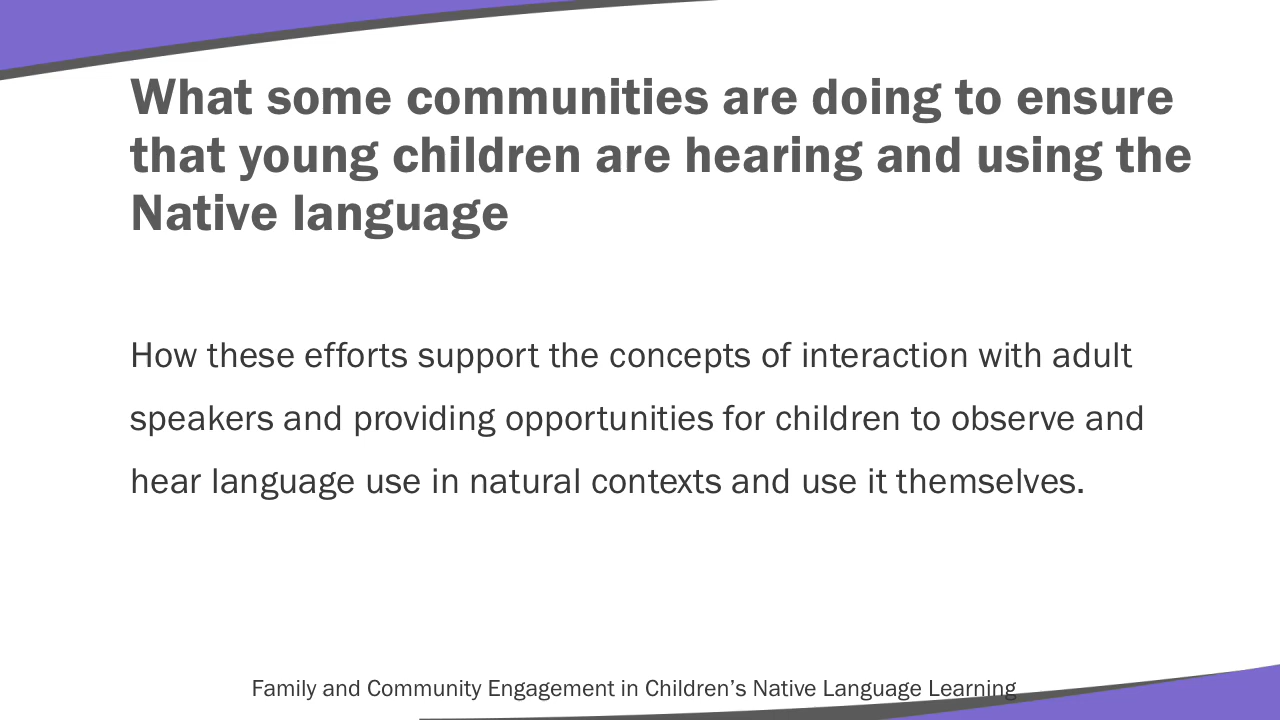 What some communities are doing to ensure
that young children are hearing and using the
Native language
How these efforts support the concepts of interaction with adult
speakers and providing opportunities for children to observe and
hear language use in natural contexts and use it themselves.
Family and Community Engagement in Children’s Native Language Learning